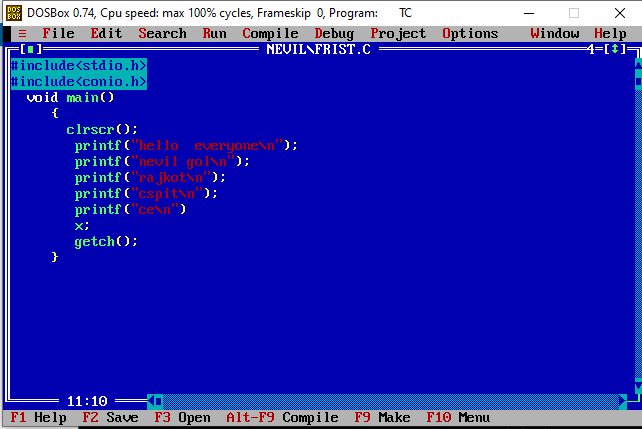 DOSBox 0.74, Cpu speed: max 100% cycles, Frameskip 0, Program: TC
≡ File Edit Search Run Compile Debug Project Options Window Help
[■] NEVIL\FRIST.C 4=[↕]
#include<stdio.h>
#include<conio.h>
void main()
{
clrscr();
printf("hello  everyone\n");
printf("nevil gol\n");
printf("rajkot\n");
printf("cspit\n");
printf("ce\n")
x;
getch();
}
11:10
F1 Help F2 Save F3 Open Alt-F9 Compile F9 Make F10 Menu